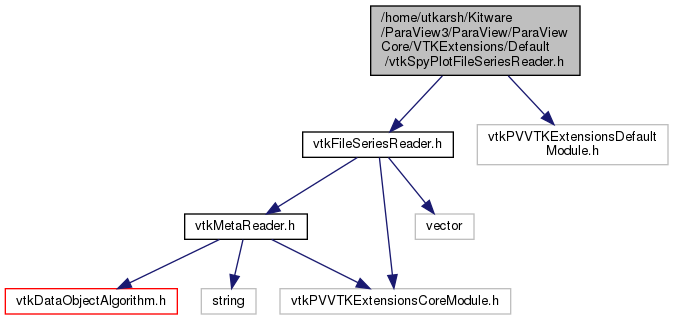 /home/utkarsh/Kitware
/ParaView3/ParaView/ParaView
Core/VTKExtensions/Default
/vtkSpyPlotFileSeriesReader.h
vtkFileSeriesReader.h
vtkPVVTKExtensionsDefault
Module.h
vtkMetaReader.h
vector
vtkDataObjectAlgorithm.h
string
vtkPVVTKExtensionsCoreModule.h